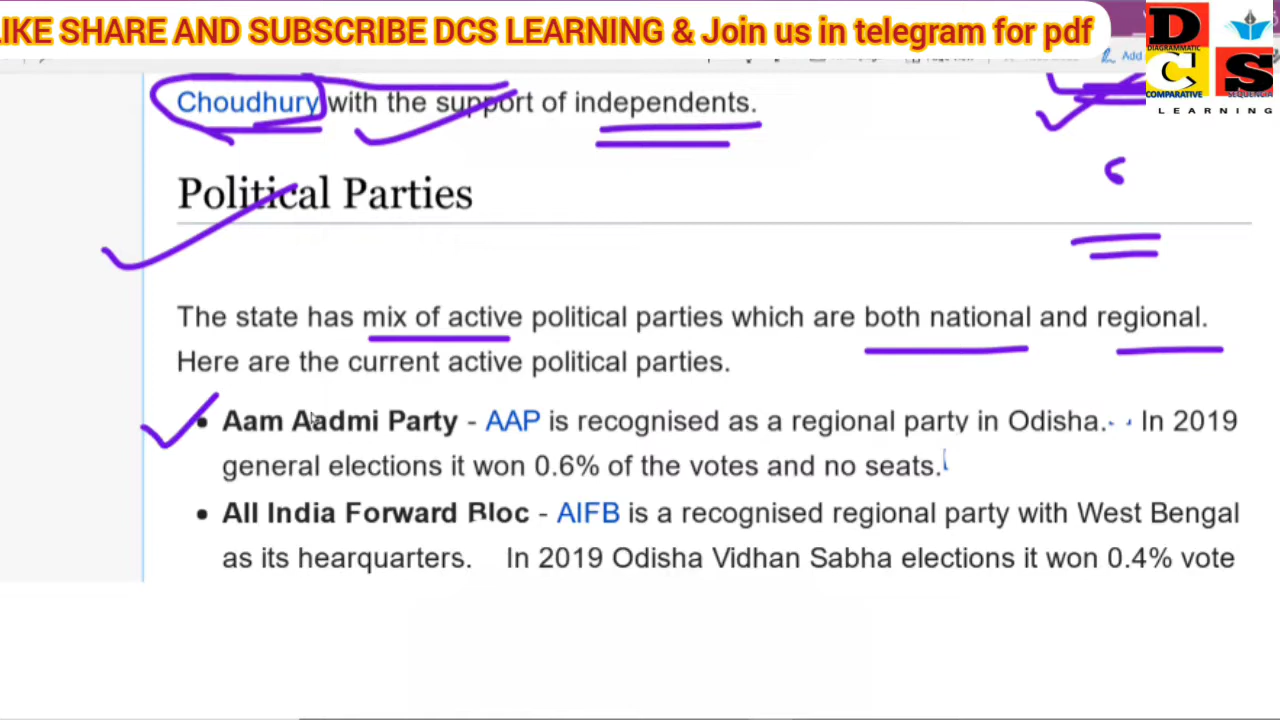 LIKE SHARE AND SUBSCRIBE DCS LEARNING & Join us in telegram for pdf
D
DIAGRAMMATIC
C S
COMPARATIVE SEQUENCIA
LEARNING
Add
Choudhury with the support of independents.
Political Parties
The state has mix of active political parties which are both national and regional.
Here are the current active political parties.
• Aam Aadmi Party - AAP is recognised as a regional party in Odisha. In 2019
general elections it won 0.6% of the votes and no seats.
• All India Forward Bloc - AIFB is a recognised regional party with West Bengal
as its hearquarters. In 2019 Odisha Vidhan Sabha elections it won 0.4% vote